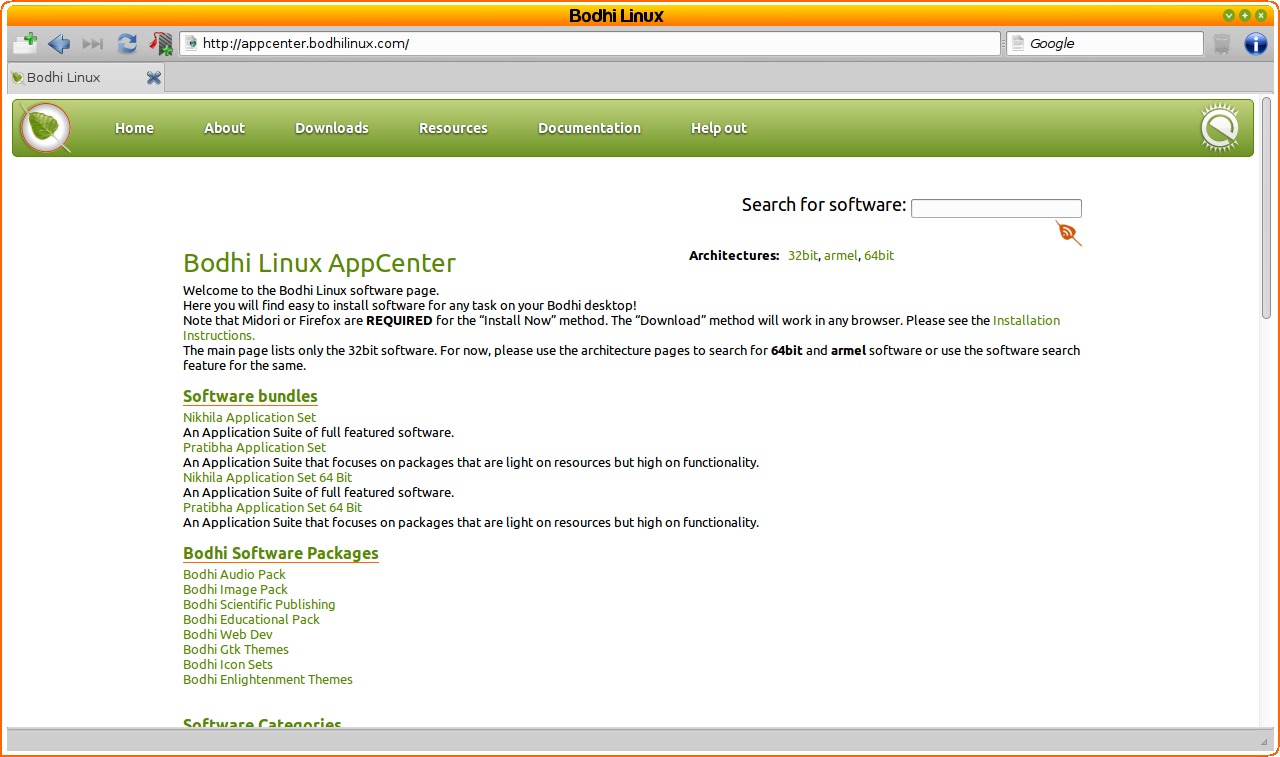 Bodhi Linux
http://appcenter.bodhilinux.com/
Google
Bodhi Linux
Home About Downloads Resources Documentation Help out
Search for software:
Bodhi Linux AppCenter
Architectures: 32bit, armel, 64bit
Welcome to the Bodhi Linux software page.
Here you will find easy to install software for any task on your Bodhi desktop!
Note that Midori or Firefox are REQUIRED for the “Install Now” method. The “Download” method will work in any browser. Please see the Installation
Instructions.
The main page lists only the 32bit software. For now, please use the architecture pages to search for 64bit and armel software or use the software search
feature for the same.
Software bundles
Nikhila Application Set
An Application Suite of full featured software.
Pratibha Application Set
An Application Suite that focuses on packages that are light on resources but high on functionality.
Nikhila Application Set 64 Bit
An Application Suite of full featured software.
Pratibha Application Set 64 Bit
An Application Suite that focuses on packages that are light on resources but high on functionality.
Bodhi Software Packages
Bodhi Audio Pack
Bodhi Image Pack
Bodhi Scientific Publishing
Bodhi Educational Pack
Bodhi Web Dev
Bodhi Gtk Themes
Bodhi Icon Sets
Bodhi Enlightenment Themes
Software Categories